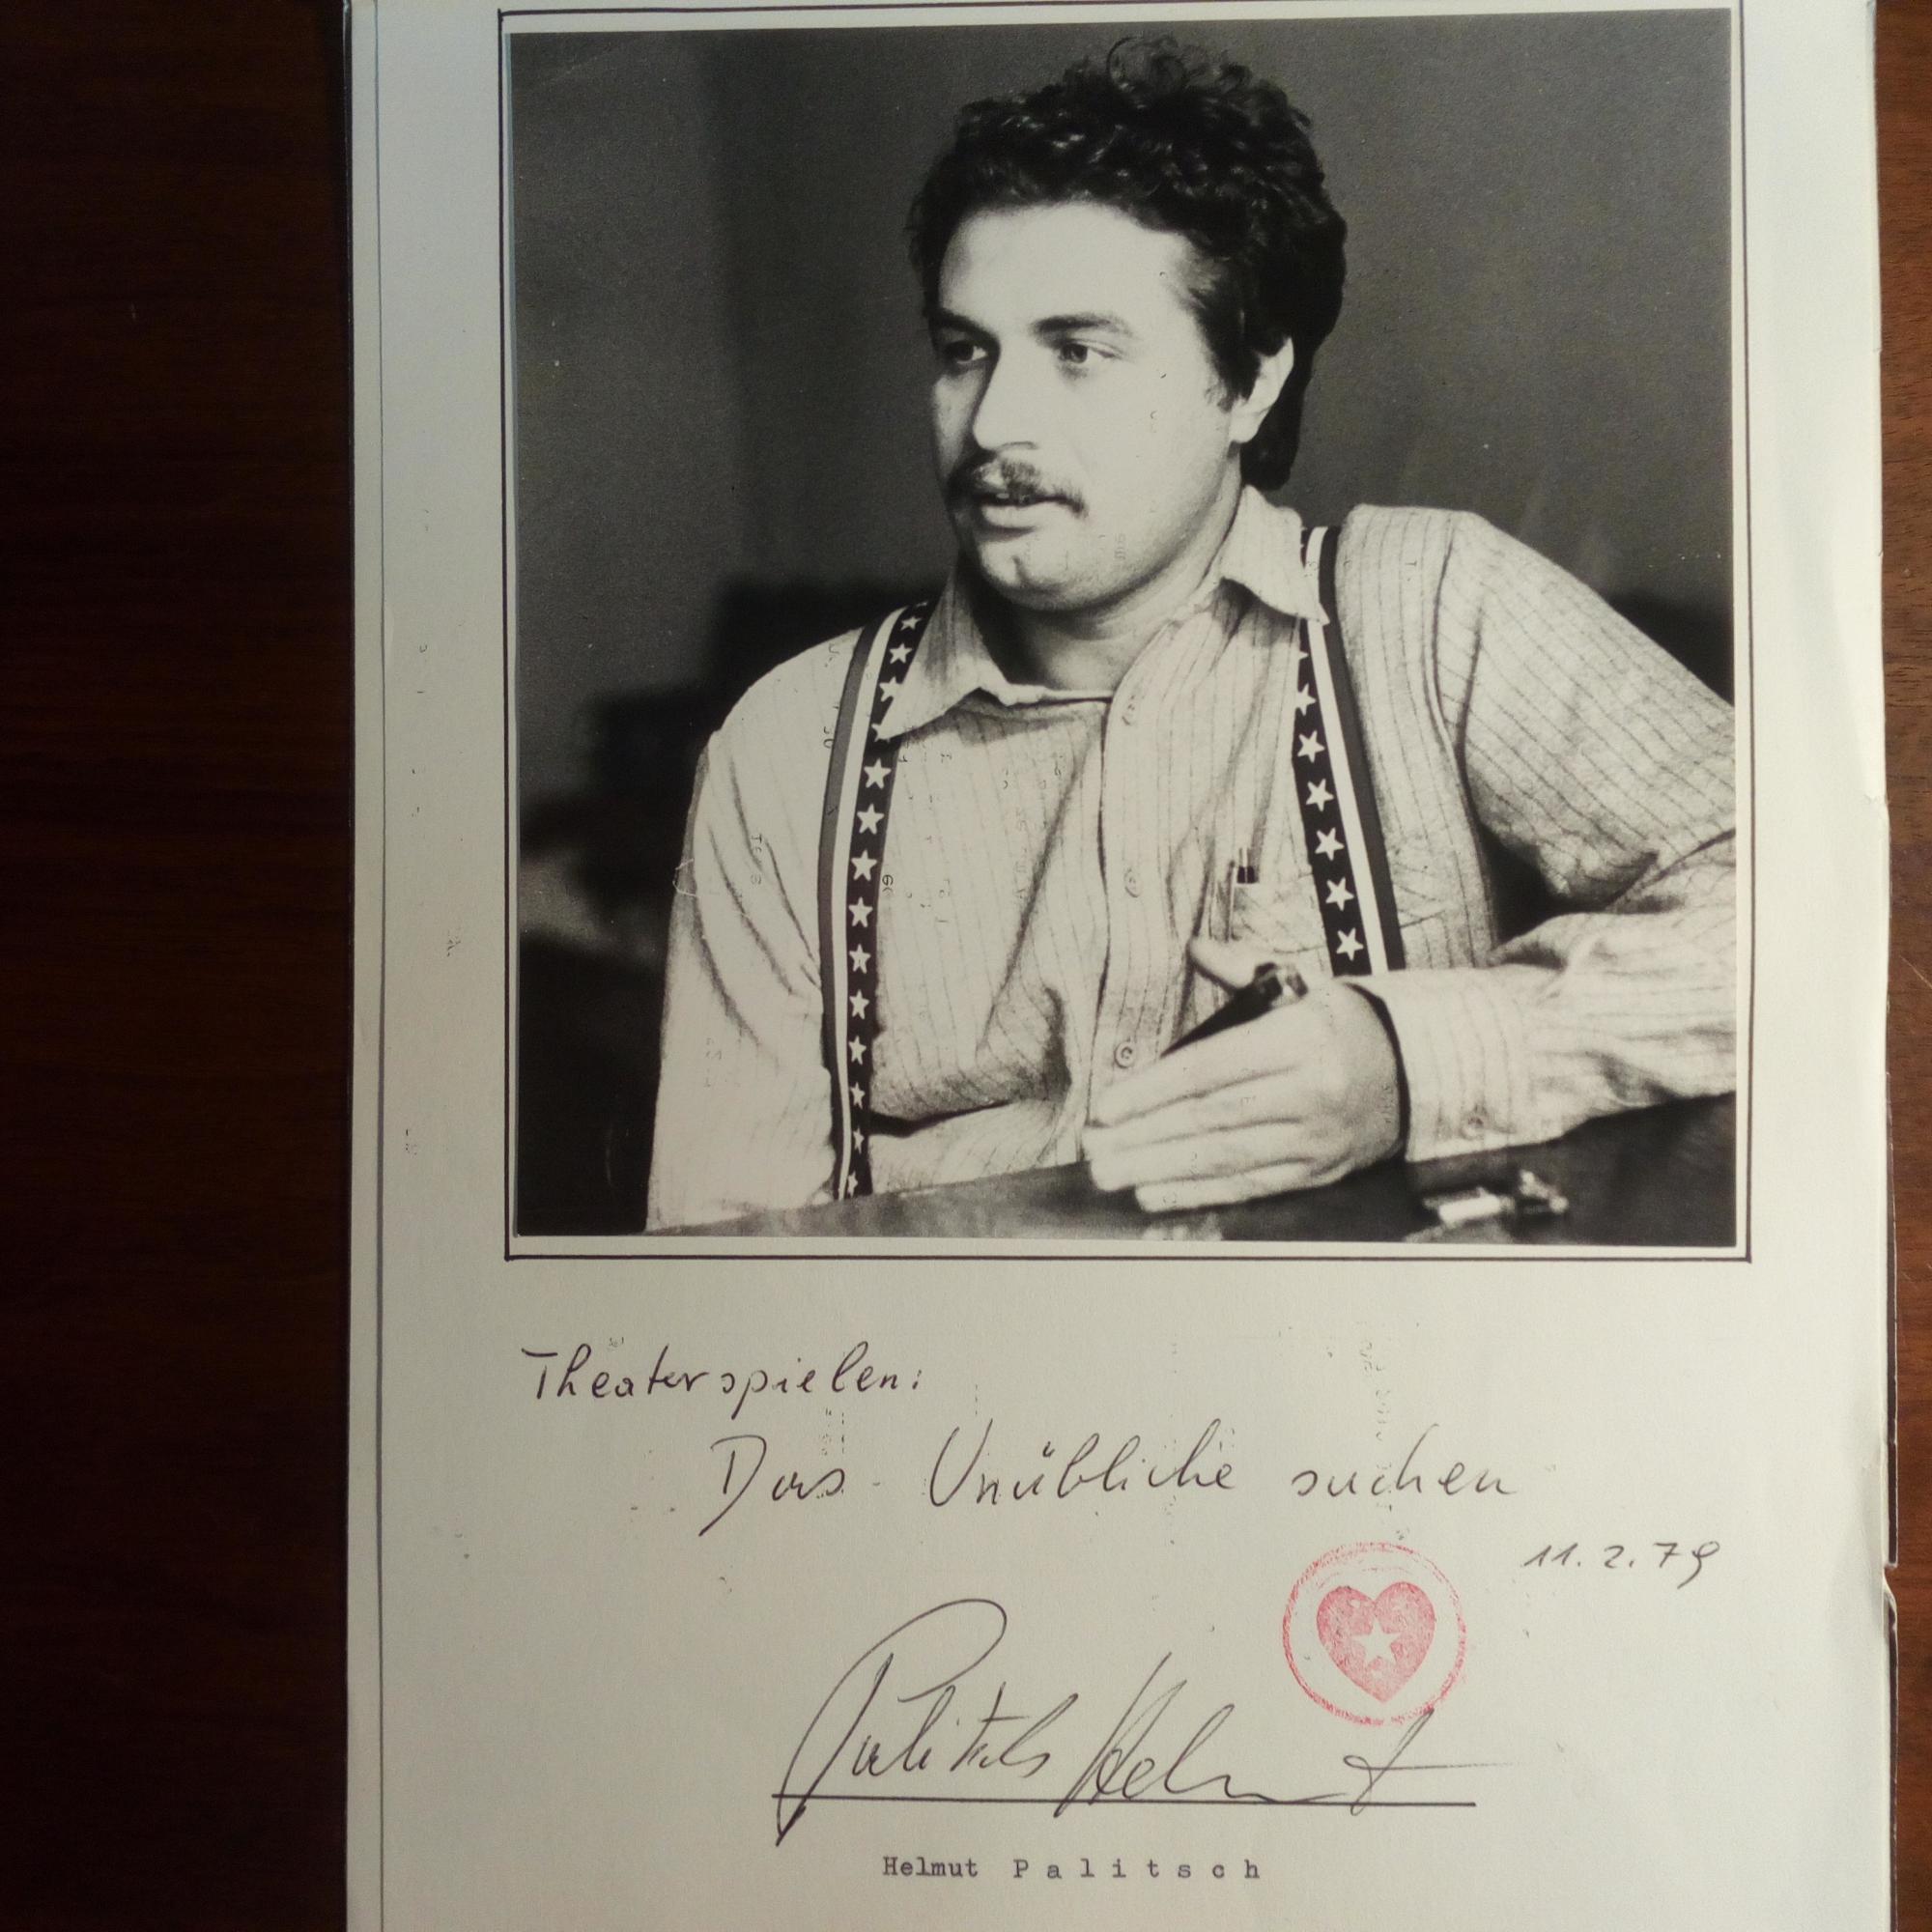 Theaterspielen:
Das Unübliche suchen
11.2.79
Palitsch Helmut
Helmut Palitsch